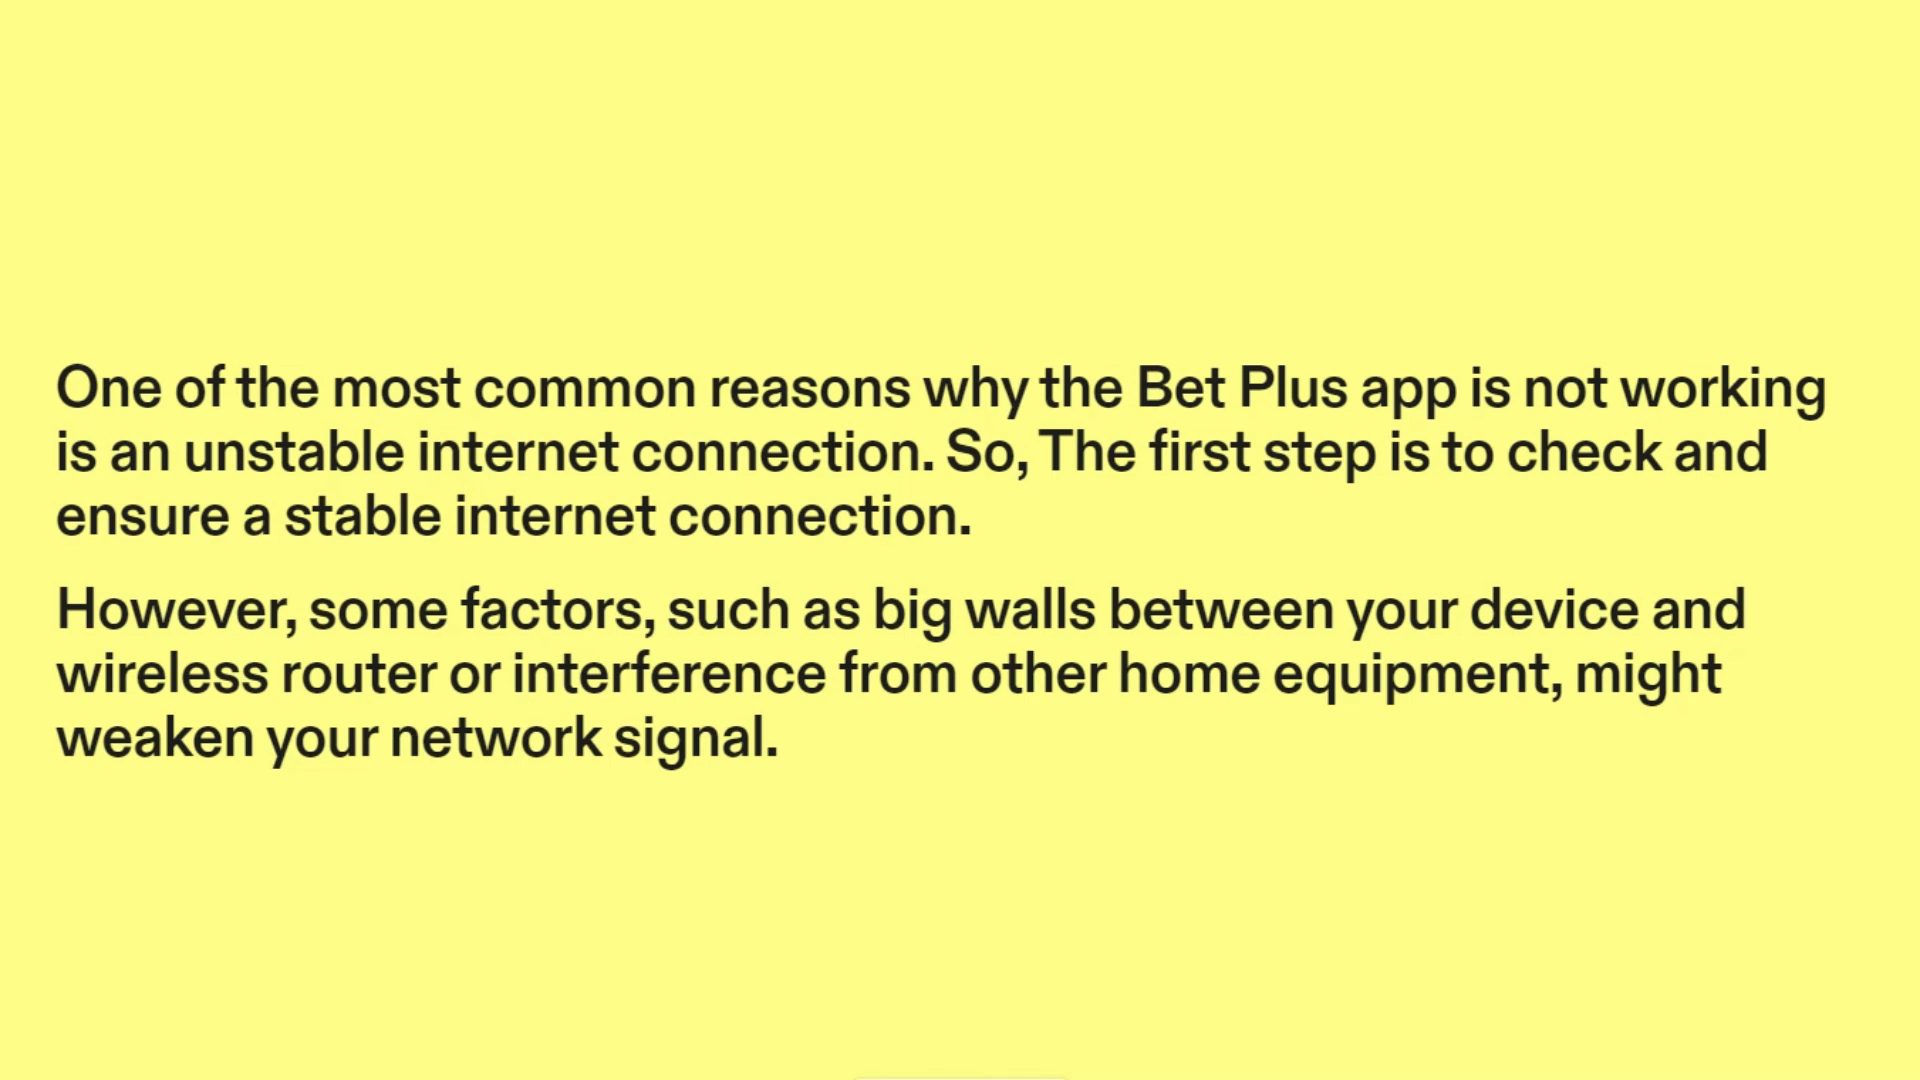 One of the most common reasons why the Bet Plus app is not working
is an unstable internet connection. So, The first step is to check and
ensure a stable internet connection.
However, some factors, such as big walls between your device and
wireless router or interference from other home equipment, might
weaken your network signal.